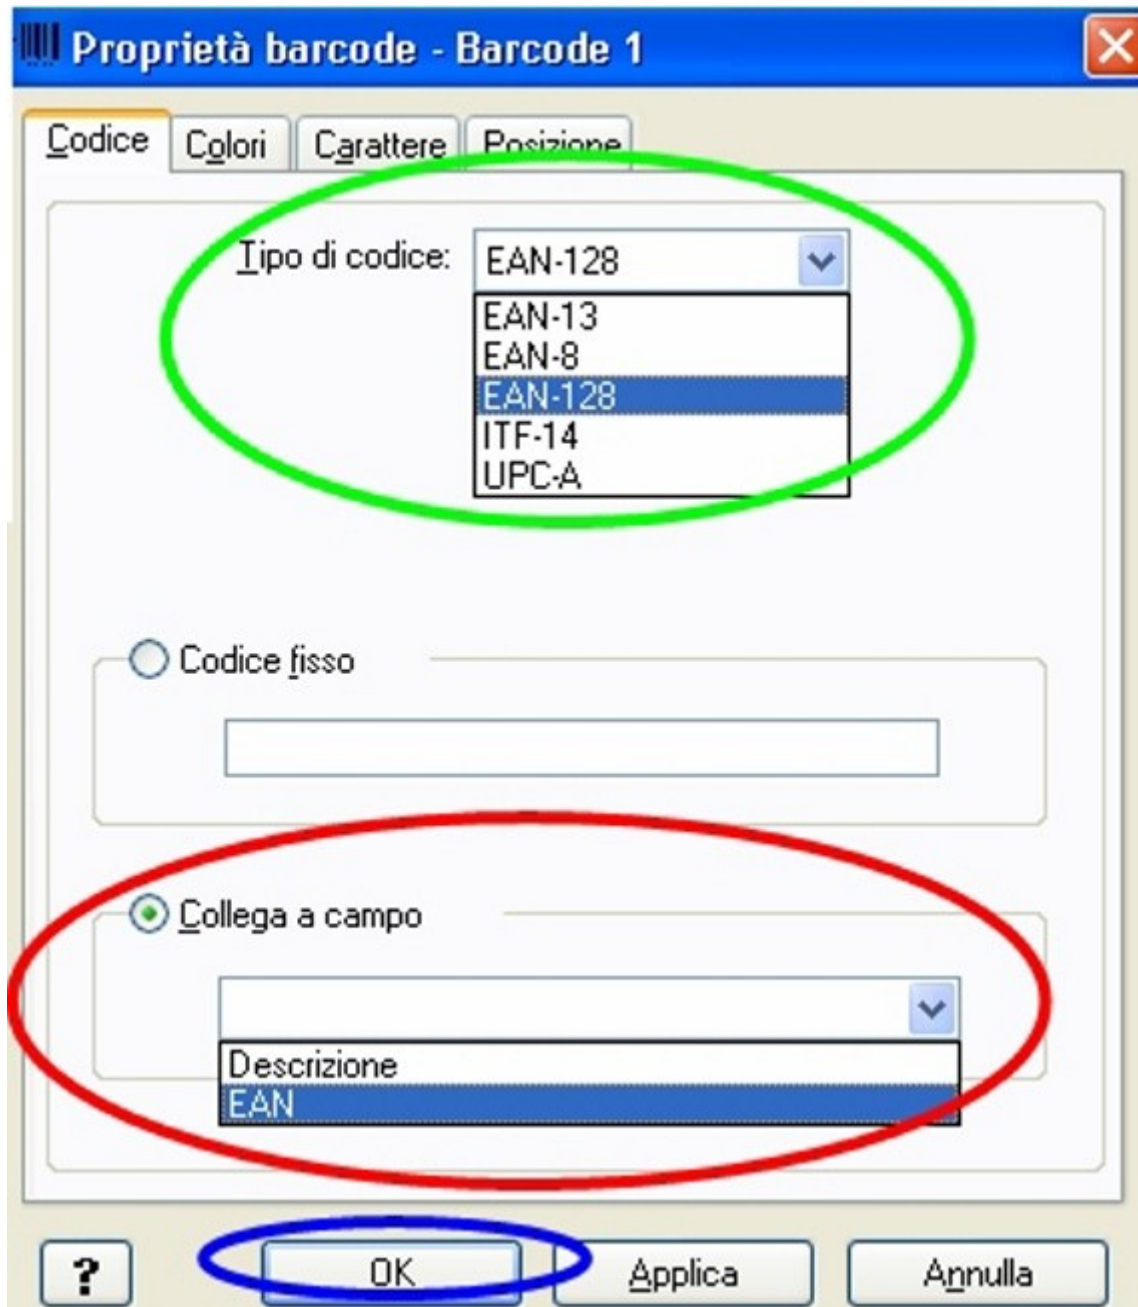 Proprietà barcode - Barcode 1
Codice Colori Carattere Posizione
Tipo di codice: EAN-128
EAN-13
EAN-8
EAN-128
ITF-14
UPC-A
Codice fisso
Collega a campo
Descrizione
EAN
? OK Applica Annulla